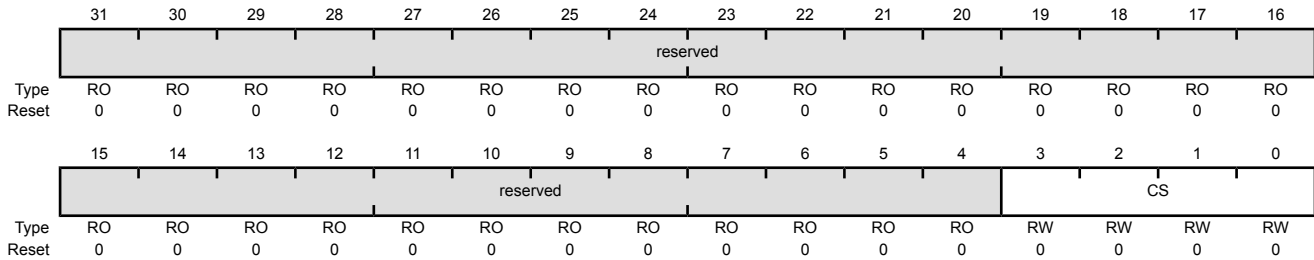 31 30 29 28 27 26 25 24 23 22 21 20 19 18 17 16
reserved
Type RO RO RO RO RO RO RO RO RO RO RO RO RO RO RO RO
Reset 0 0 0 0 0 0 0 0 0 0 0 0 0 0 0 0
15 14 13 12 11 10 9 8 7 6 5 4 3 2 1 0
reserved CS
Type RO RO RO RO RO RO RO RO RO RO RO RO RW RW RW RW
Reset 0 0 0 0 0 0 0 0 0 0 0 0 0 0 0 0